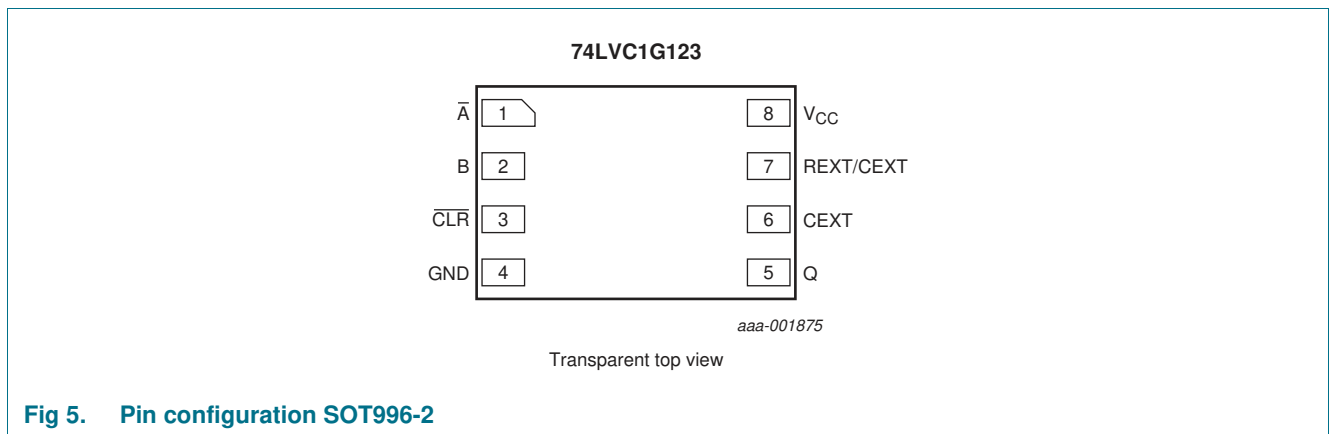 74LVC1G123
A̅ 1 8 VCC
B 2 7 REXT/CEXT
C̅L̅R̅ 3 6 CEXT
GND 4 5 Q
aaa-001875
Transparent top view
Fig 5. Pin configuration SOT996-2